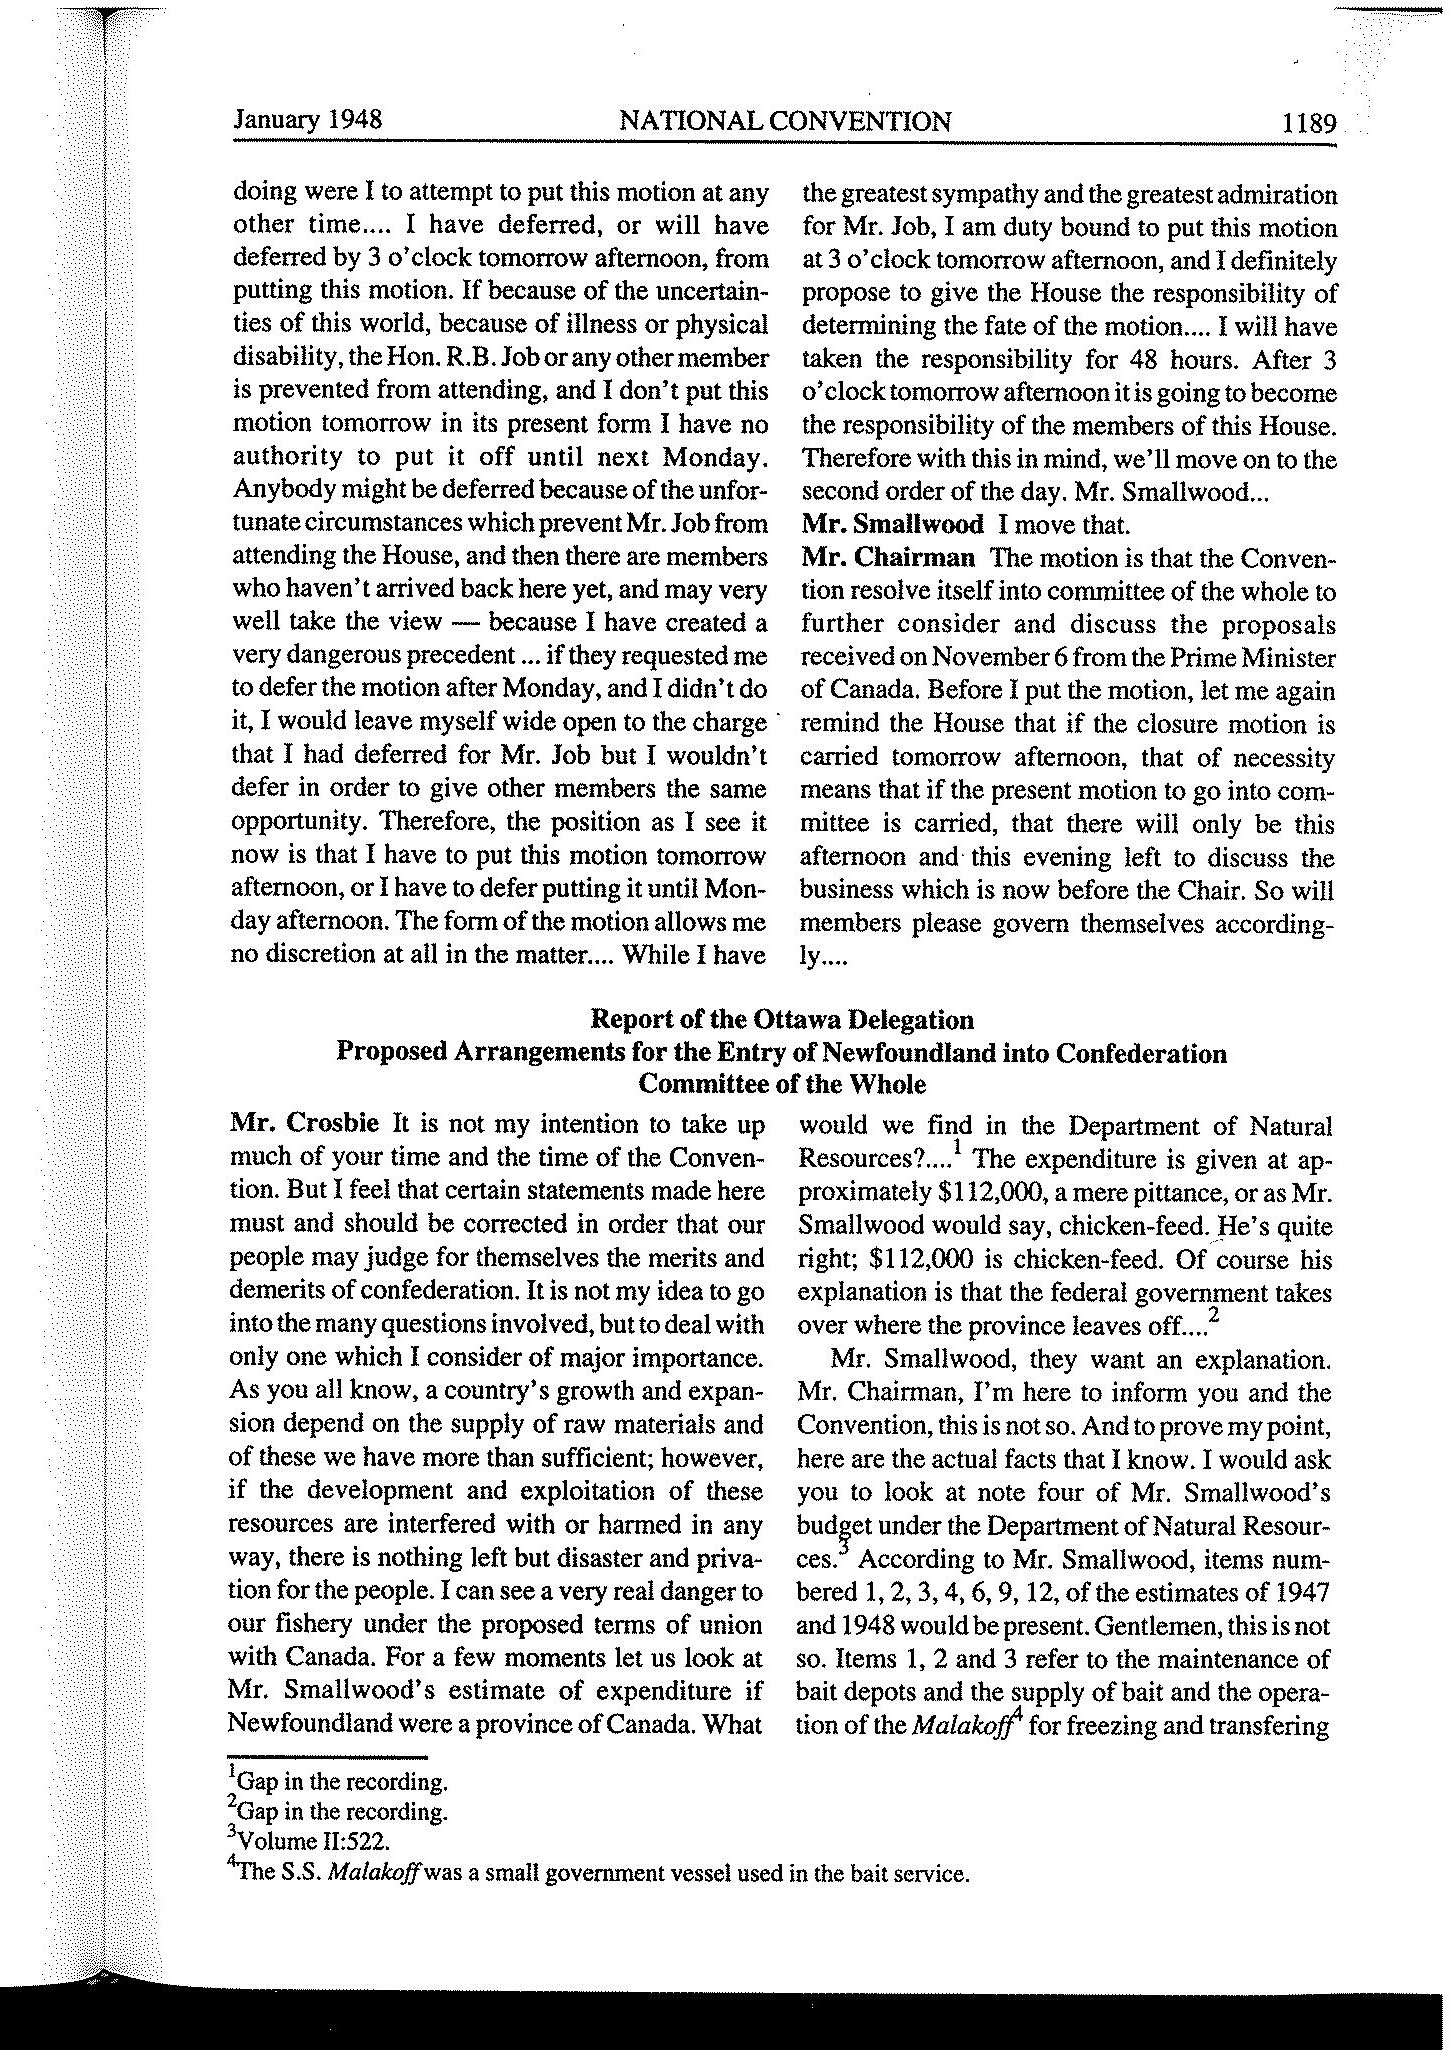 January 1948
NATIONAL CONVENTION
1189
doing were I to attempt to put this motion at any
other time.... I have deferred, or will have
deferred by 3 o'clock tomorrow afternoon, from
putting this motion. If because of the uncertain-
ties of this world, because of illness or physical
disability, the Hon. R.B. Job or any other member
is prevented from attending, and I don't put this
motion tomorrow in its present form I have no
authority to put it off until next Monday.
Anybody might be deferred because of the unfor-
tunate circumstances which prevent Mr. Job from
attending the House, and then there are members
who haven't arrived back here yet, and may very
well take the view — because I have created a
very dangerous precedent ... if they requested me
to defer the motion after Monday, and I didn't do
it, I would leave myself wide open to the charge
that I had deferred for Mr. Job but I wouldn't
defer in order to give other members the same
opportunity. Therefore, the position as I see it
now is that I have to put this motion tomorrow
afternoon, or I have to defer putting it until Mon-
day afternoon. The form of the motion allows me
no discretion at all in the matter.... While I have
the greatest sympathy and the greatest admiration
for Mr. Job, I am duty bound to put this motion
at 3 o'clock tomorrow afternoon, and I definitely
propose to give the House the responsibility of
determining the fate of the motion.... I will have
taken the responsibility for 48 hours. After 3
o'clock tomorrow afternoon it is going to become
the responsibility of the members of this House.
Therefore with this in mind, we'll move on to the
second order of the day. Mr. Smallwood...
Mr. Smallwood I move that.
Mr. Chairman The motion is that the Conven-
tion resolve itself into committee of the whole to
further consider and discuss the proposals
received on November 6 from the Prime Minister
of Canada. Before I put the motion, let me again
remind the House that if the closure motion is
carried tomorrow afternoon, that of necessity
means that if the present motion to go into com-
mittee is carried, that there will only be this
afternoon and this evening left to discuss the
business which is now before the Chair. So will
members please govern themselves according-
ly....
Report of the Ottawa Delegation
Proposed Arrangements for the Entry of Newfoundland into Confederation
Committee of the Whole
Mr. Crosbie It is not my intention to take up
much of your time and the time of the Conven-
tion. But I feel that certain statements made here
must and should be corrected in order that our
people may judge for themselves the merits and
demerits of confederation. It is not my idea to go
into the many questions involved, but to deal with
only one which I consider of major importance.
As you all know, a country's growth and expan-
sion depend on the supply of raw materials and
of these we have more than sufficient; however,
if the development and exploitation of these
resources are interfered with or harmed in any
way, there is nothing left but disaster and priva-
tion for the people. I can see a very real danger to
our fishery under the proposed terms of union
with Canada. For a few moments let us look at
Mr. Smallwood's estimate of expenditure if
Newfoundland were a province of Canada. What
would we find in the Department of Natural
Resources?....1 The expenditure is given at ap-
proximately $112,000, a mere pittance, or as Mr.
Smallwood would say, chicken-feed. He's quite
right; $112,000 is chicken-feed. Of course his
explanation is that the federal government takes
over where the province leaves off....2
Mr. Smallwood, they want an explanation.
Mr. Chairman, I'm here to inform you and the
Convention, this is not so. And to prove my point,
here are the actual facts that I know. I would ask
you to look at note four of Mr. Smallwood's
budget under the Department of Natural Resour-
ces.3 According to Mr. Smallwood, items num-
bered 1, 2, 3, 4, 6, 9, 12, of the estimates of 1947
and 1948 would be present. Gentlemen, this is not
so. Items 1, 2 and 3 refer to the maintenance of
bait depots and the supply of bait and the opera-
tion of the Malakoff4 for freezing and transfering
1Gap in the recording.
2Gap in the recording.
3Volume II:522.
4The S.S. Malakoff was a small government vessel used in the bait service.